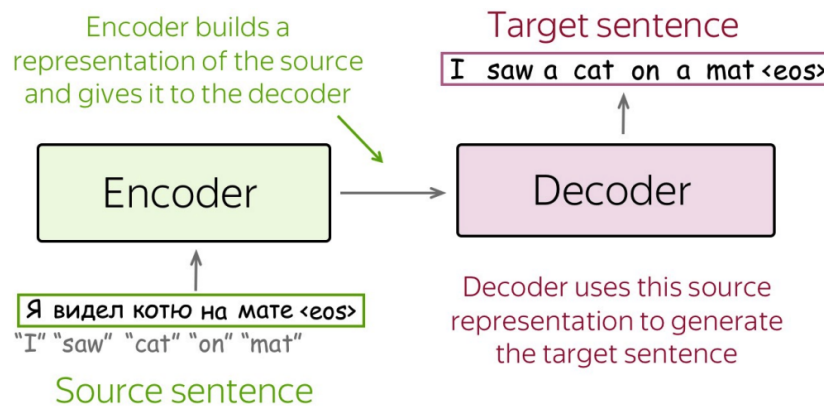 Encoder builds a
representation of the source
and gives it to the decoder
Target sentence
I saw a cat on a mat <eos>
Encoder
Decoder
Я видел котю на мате <eos>
"I" "saw" "cat" "on" "mat"
Source sentence
Decoder uses this source
representation to generate
the target sentence